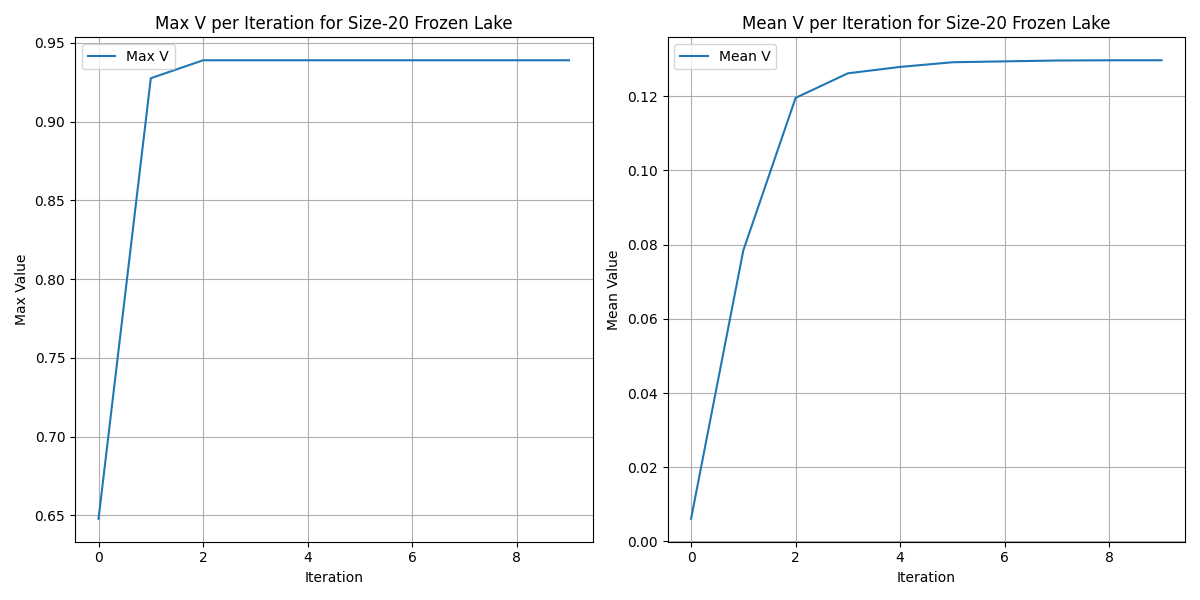 Max V per Iteration for Size-20 Frozen Lake
Max V
0.95
0.90
0.85
0.80
0.75
0.70
0.65
Max Value
0 2 4 6 8
Iteration
Mean V per Iteration for Size-20 Frozen Lake
Mean V
0.12
0.10
0.08
0.06
0.04
0.02
0.00
Mean Value
0 2 4 6 8
Iteration